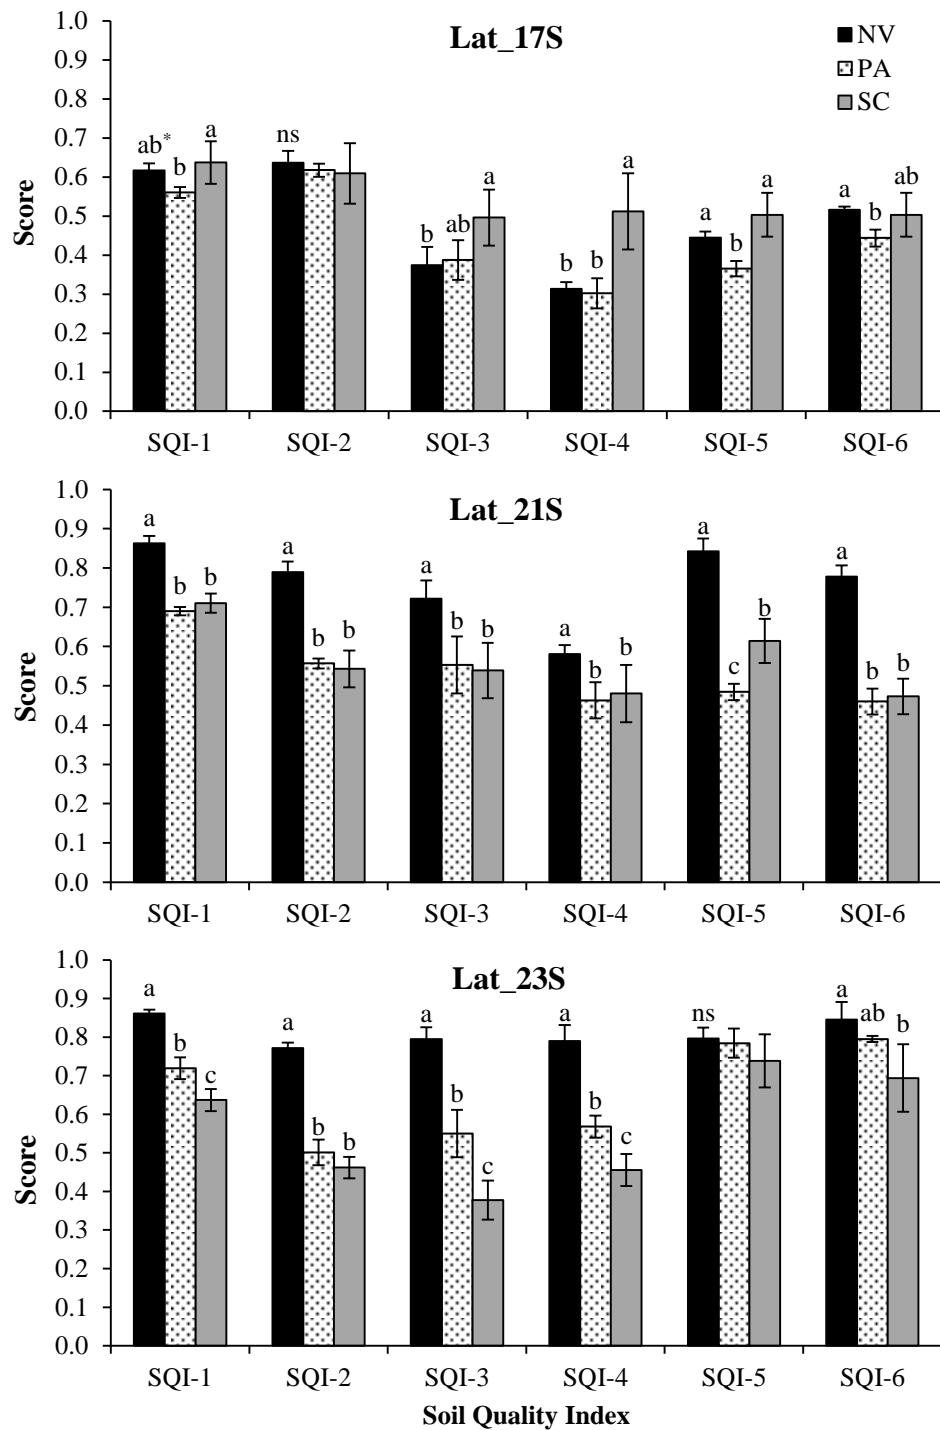 Lat_17S
NV
PA
SC
Score
1.0
0.9
0.8
0.7
0.6
0.5
0.4
0.3
0.2
0.1
0.0
ab* b a
ns
b ab a
b b a
a b a
a b ab
SQI-1 SQI-2 SQI-3 SQI-4 SQI-5 SQI-6
Lat_21S
Score
1.0
0.9
0.8
0.7
0.6
0.5
0.4
0.3
0.2
0.1
0.0
a b b
a b b
a b b
a b b
a c b
a b b
SQI-1 SQI-2 SQI-3 SQI-4 SQI-5 SQI-6
Lat_23S
Score
1.0
0.9
0.8
0.7
0.6
0.5
0.4
0.3
0.2
0.1
0.0
a b c
a b b
a b c
a b c
ns
a ab b
SQI-1 SQI-2 SQI-3 SQI-4 SQI-5 SQI-6
Soil Quality Index